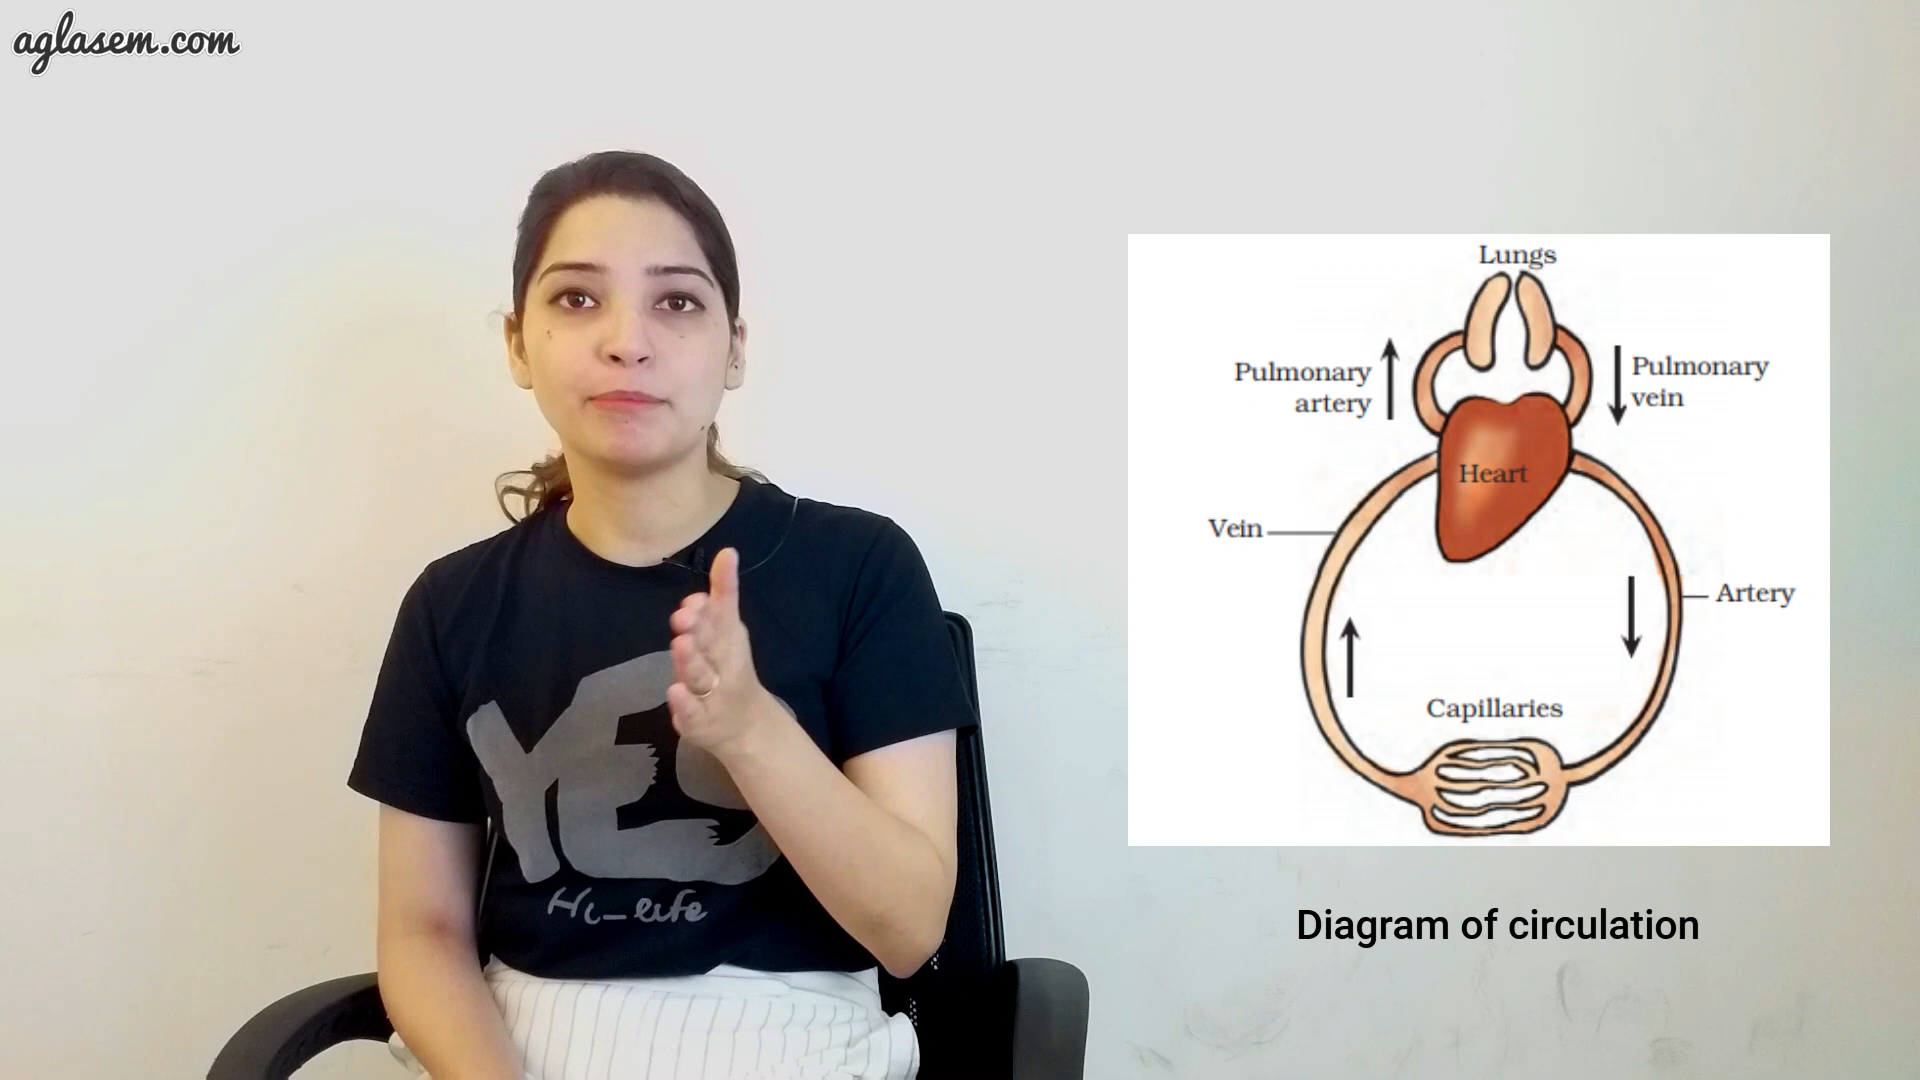 aglasem.com
Lungs
Pulmonary
artery
Pulmonary
vein
Heart
Vein
Artery
Capillaries
Diagram of circulation
YES
Hi-life